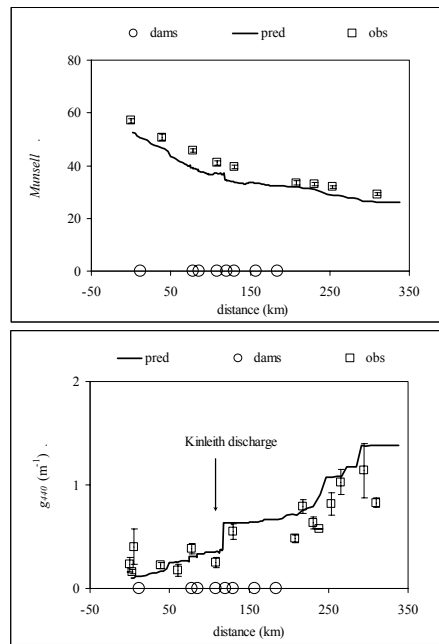 dams pred obs
80
60
40
20
0
Munsell .
-50 50 150 250 350
distance (km)
pred dams obs
2
1
0
g440 (m-1) .
Kinleith discharge
-50 50 150 250 350
distance (km)